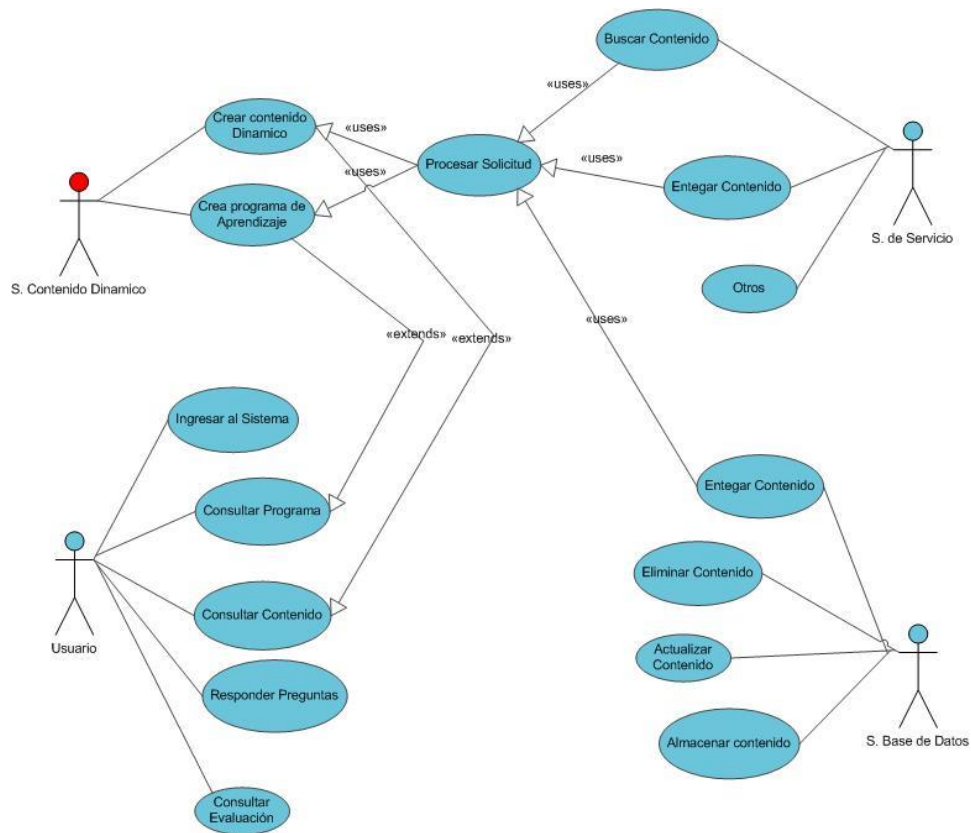 Buscar Contenido
«uses»
Crear contenido
Dinamico
«uses»
Procesar Solicitud
«uses»
«uses»
Entegar Contenido
Crea programa de
Aprendizaje
S. Contenido Dinamico
S. de Servicio
Otros
«uses»
«extends»
«extends»
Ingresar al Sistema
Consultar Programa
Entegar Contenido
Eliminar Contenido
Consultar Contenido
Usuario
Actualizar
Contenido
Responder Preguntas
Almacenar contenido
S. Base de Datos
Consultar
Evaluación